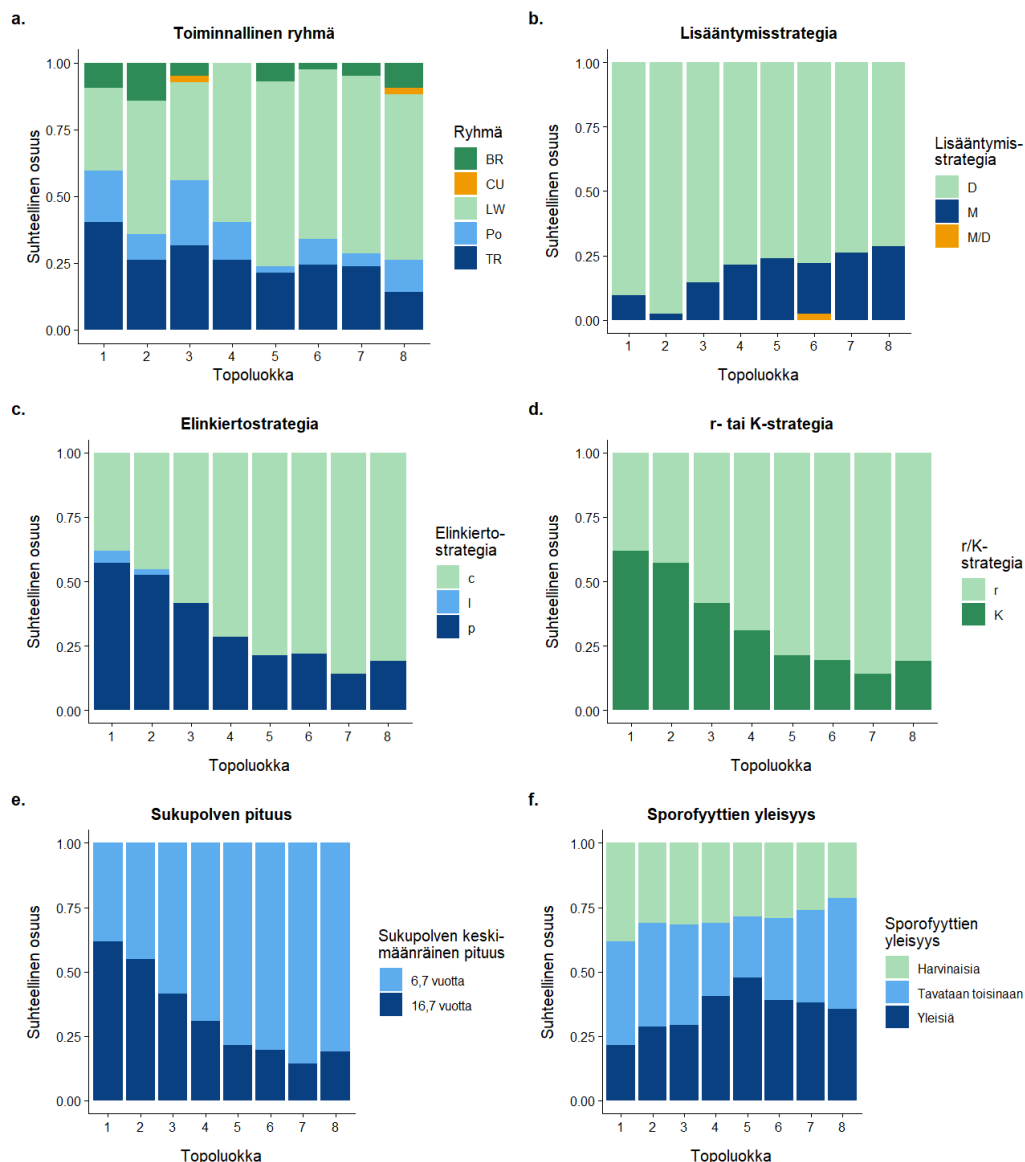 a.
Toiminnallinen ryhmä
Suhteellinen osuus
1.00
0.75
0.50
0.25
0.00
1 2 3 4 5 6 7 8
Topoluokka
Ryhmä
BR
CU
LW
Po
TR
b.
Lisääntymisstrategia
Suhteellinen osuus
1.00
0.75
0.50
0.25
0.00
1 2 3 4 5 6 7 8
Topoluokka
Lisääntymis-
strategia
D
M
M/D
c.
Elinkiertostrategia
Suhteellinen osuus
1.00
0.75
0.50
0.25
0.00
1 2 3 4 5 6 7 8
Topoluokka
Elinkierto-
strategia
c
l
p
d.
r- tai K-strategia
Suhteellinen osuus
1.00
0.75
0.50
0.25
0.00
1 2 3 4 5 6 7 8
Topoluokka
r/K-
strategia
r
K
e.
Sukupolven pituus
Suhteellinen osuus
1.00
0.75
0.50
0.25
0.00
1 2 3 4 5 6 7 8
Topoluokka
Sukupolven keski-
määnräinen pituus
6,7 vuotta
16,7 vuotta
f.
Sporofyyttien yleisyys
Suhteellinen osuus
1.00
0.75
0.50
0.25
0.00
1 2 3 4 5 6 7 8
Topoluokka
Sporofyyttien
yleisyys
Harvinaisia
Tavataan toisinaan
Yleisiä